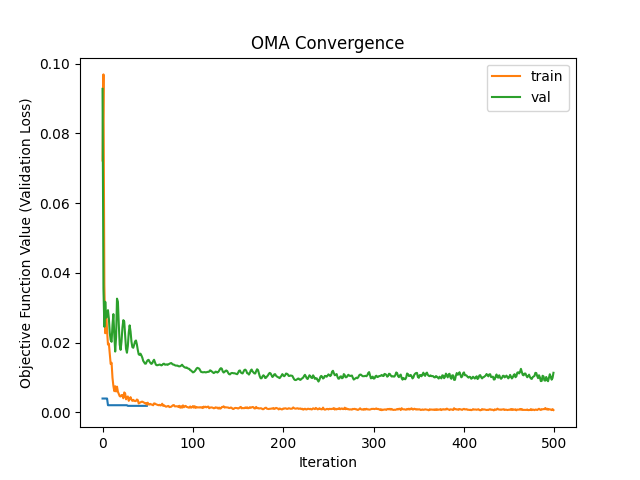 OMA Convergence
Objective Function Value (Validation Loss)
0.10
0.08
0.06
0.04
0.02
0.00
train
val
0 100 200 300 400 500
Iteration